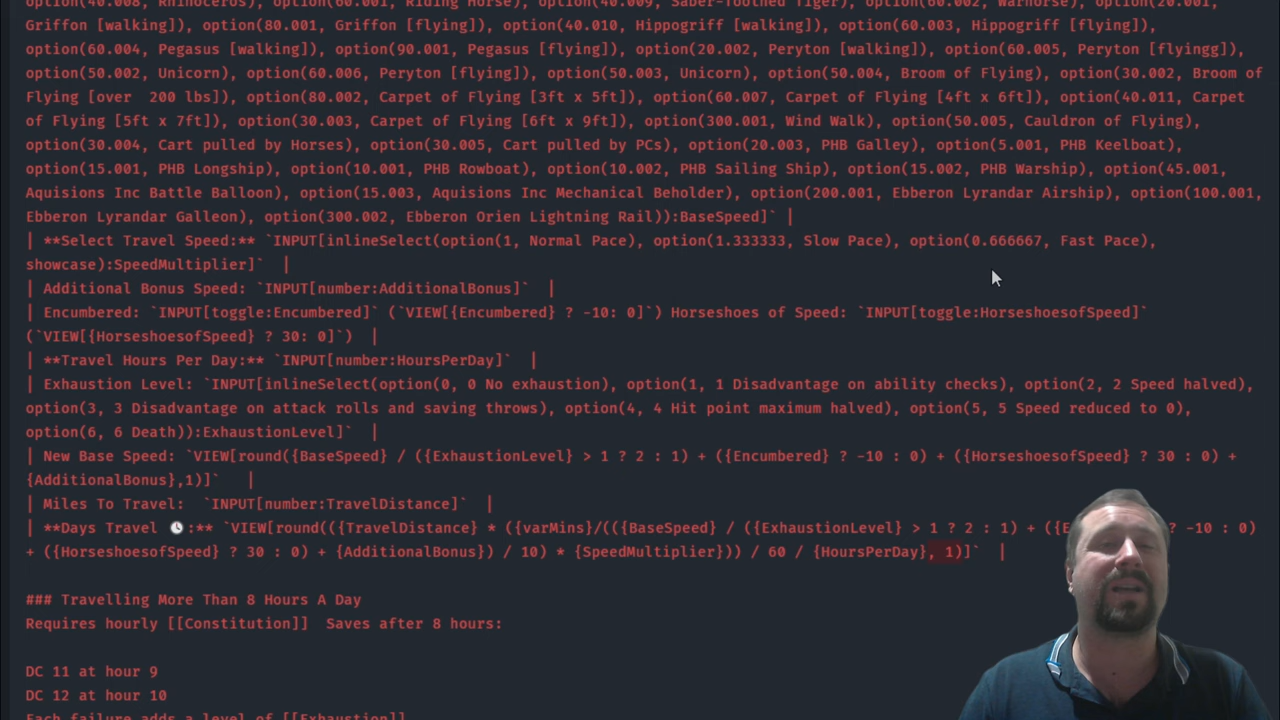 option(40.008, Rhinoceros), option(60.001, Riding Horse), option(40.009, Saber-Toothed Tiger), option(60.002, Warhorse), option(20.001,
Griffon [walking]), option(80.001, Griffon [flying]), option(40.010, Hippogriff [walking]), option(60.003, Hippogriff [flying]),
option(60.004, Pegasus [walking]), option(90.001, Pegasus [flying]), option(20.002, Peryton [walking]), option(60.005, Peryton [flyingg]),
option(50.002, Unicorn), option(60.006, Peryton [flying]), option(50.003, Unicorn), option(50.004, Broom of Flying), option(30.002, Broom of
Flying [over  200 lbs]), option(80.002, Carpet of Flying [3ft x 5ft]), option(60.007, Carpet of Flying [4ft x 6ft]), option(40.011, Carpet
of Flying [5ft x 7ft]), option(30.003, Carpet of Flying [6ft x 9ft]), option(300.001, Wind Walk), option(50.005, Cauldron of Flying),
option(30.004, Cart pulled by Horses), option(30.005, Cart pulled by PCs), option(20.003, PHB Galley), option(5.001, PHB Keelboat),
option(15.001, PHB Longship), option(10.001, PHB Rowboat), option(10.002, PHB Sailing Ship), option(15.002, PHB Warship), option(45.001,
Aquisions Inc Battle Balloon), option(15.003, Aquisions Inc Mechanical Beholder), option(200.001, Ebberon Lyrandar Airship), option(100.001,
Ebberon Lyrandar Galleon), option(300.002, Ebberon Orien Lightning Rail)):BaseSpeed]` |
| **Select Travel Speed:** `INPUT[inlineSelect(option(1, Normal Pace), option(1.333333, Slow Pace), option(0.666667, Fast Pace),
showcase):SpeedMultiplier]`  |
| Additional Bonus Speed: `INPUT[number:AdditionalBonus]`  |
| Encumbered: `INPUT[toggle:Encumbered]` (`VIEW[{Encumbered} ? -10: 0]`) Horseshoes of Speed: `INPUT[toggle:HorseshoesofSpeed]`
(`VIEW[{HorseshoesofSpeed} ? 30: 0]`)  |
| **Travel Hours Per Day:** `INPUT[number:HoursPerDay]`  |
| Exhaustion Level: `INPUT[inlineSelect(option(0, 0 No exhaustion), option(1, 1 Disadvantage on ability checks), option(2, 2 Speed halved),
option(3, 3 Disadvantage on attack rolls and saving throws), option(4, 4 Hit point maximum halved), option(5, 5 Speed reduced to 0),
option(6, 6 Death)):ExhaustionLevel]`  |
| New Base Speed: `VIEW[round({BaseSpeed} / ({ExhaustionLevel} > 1 ? 2 : 1) + ({Encumbered} ? -10 : 0) + ({HorseshoesofSpeed} ? 30 : 0) +
{AdditionalBonus},1)]`   |
| Miles To Travel:  `INPUT[number:TravelDistance]`  |
| **Days Travel 🕓:** `VIEW[round(({TravelDistance} * ({varMins}/(({BaseSpeed} / ({ExhaustionLevel} > 1 ? 2 : 1) + ({E ? -10 : 0)
+ ({HorseshoesofSpeed} ? 30 : 0) + {AdditionalBonus}) / 10) * {SpeedMultiplier})) / 60 / {HoursPerDay}, 1)]`  |
### Travelling More Than 8 Hours A Day
Requires hourly [[Constitution]]  Saves after 8 hours:
DC 11 at hour 9
DC 12 at hour 10
Each failure adds a level of [[Exhaustion]]